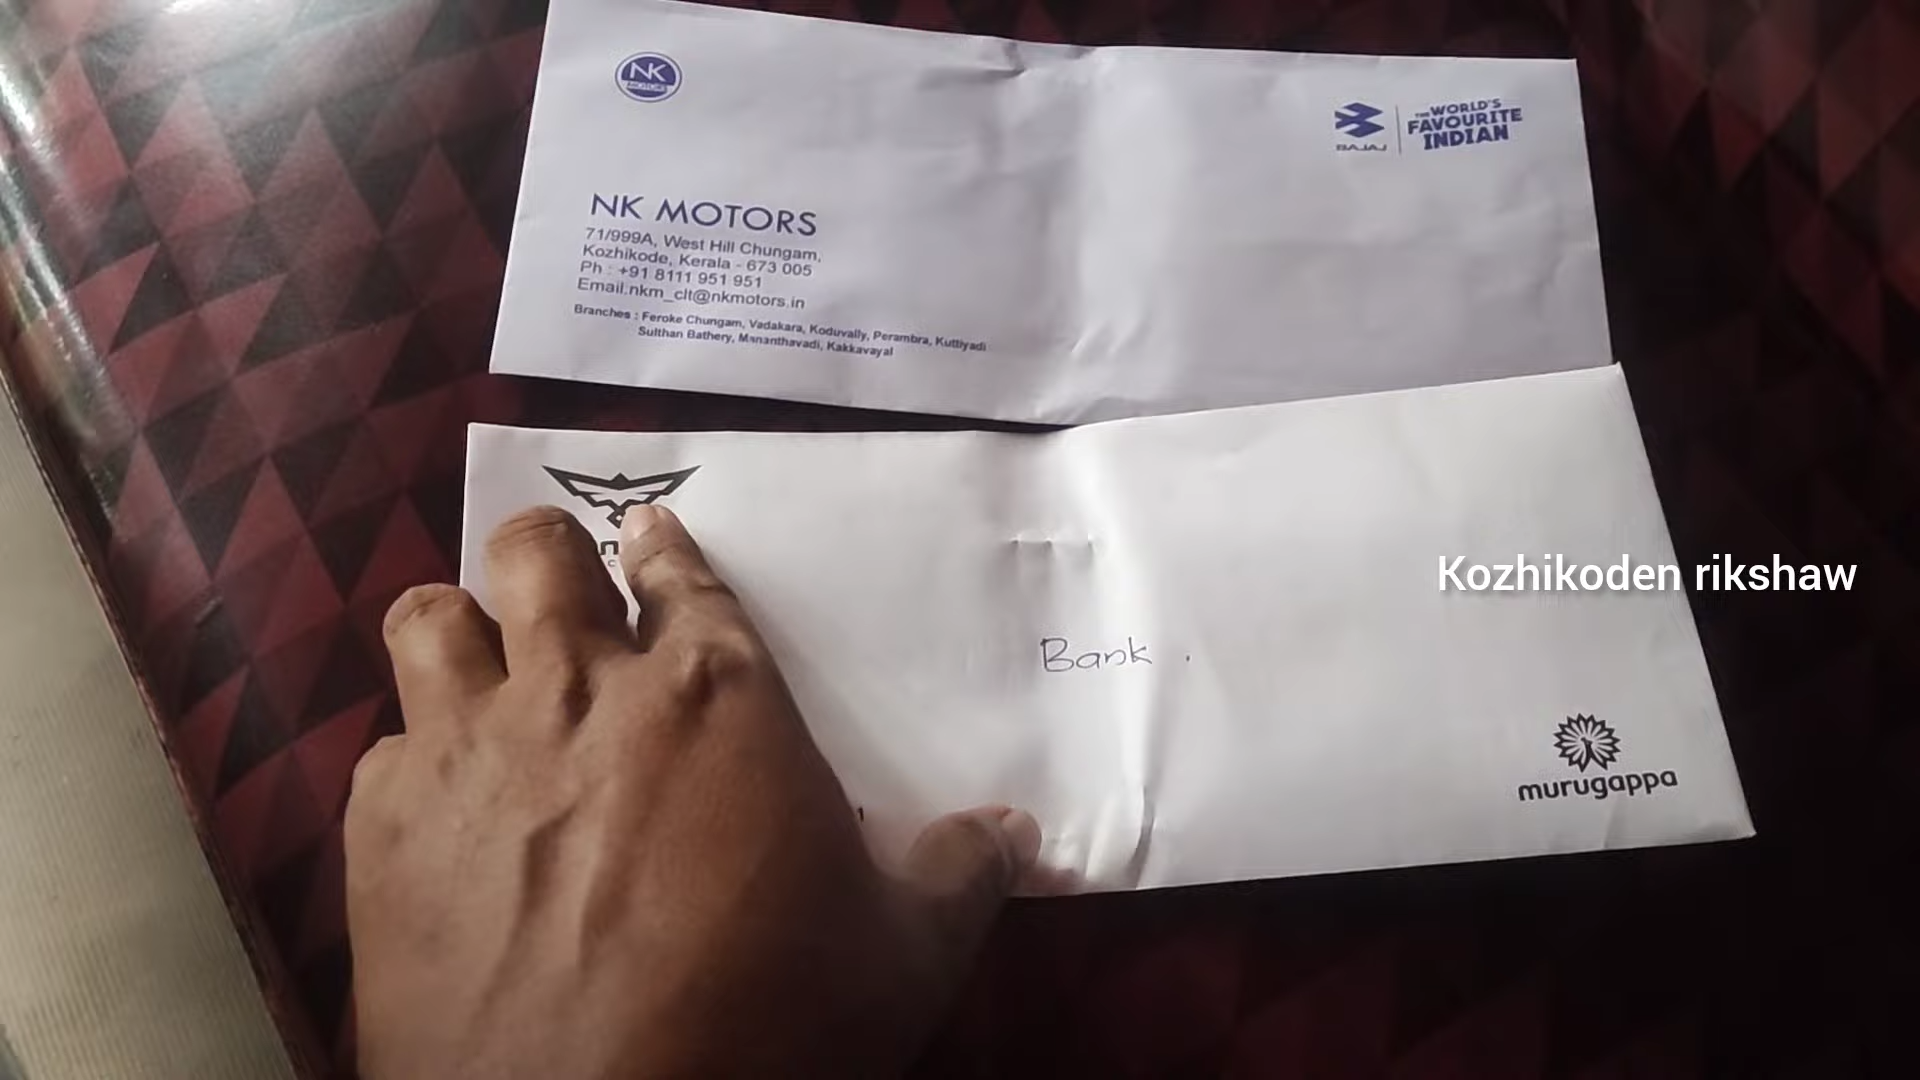 NK
MOTORS
BAJAJ
THE WORLD'S
FAVOURITE
INDIAN
NK MOTORS
71/999A, West Hill Chungam,
Kozhikode, Kerala - 673 005
Ph : +91 8111 951 951
Email:nkm_clt@nkmotors.in
Branches : Feroke Chungam, Vadakara, Koduvally, Perambra, Kuttiyadi
Sulthan Bathery, Mananthavadi, Kakkavayal
Kozhikoden rikshaw
Bank .
murugappa
1